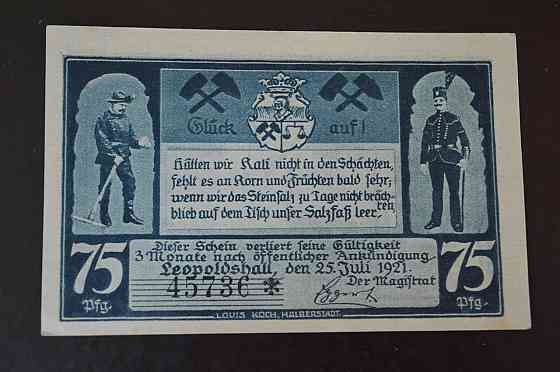 Glück auf!
Hätten wir Kali nicht in den Schächten,
fehlt es an Korn und Früchten bald sehr;
wenn wir das Steinsalz zu Tage nicht bräch-
ten,
blieb auf dem Tisch unser Salzfaß leer.
Dieser Schein verliert seine Gültigkeit
3 Monate nach öffentlicher Ankündigung.
Leopoldshall, den 25. Juli 1921.
45736 * Der Magistrat
75 Pfg.
75 Pfg.
LOUIS KOCH, HALBERSTADT.